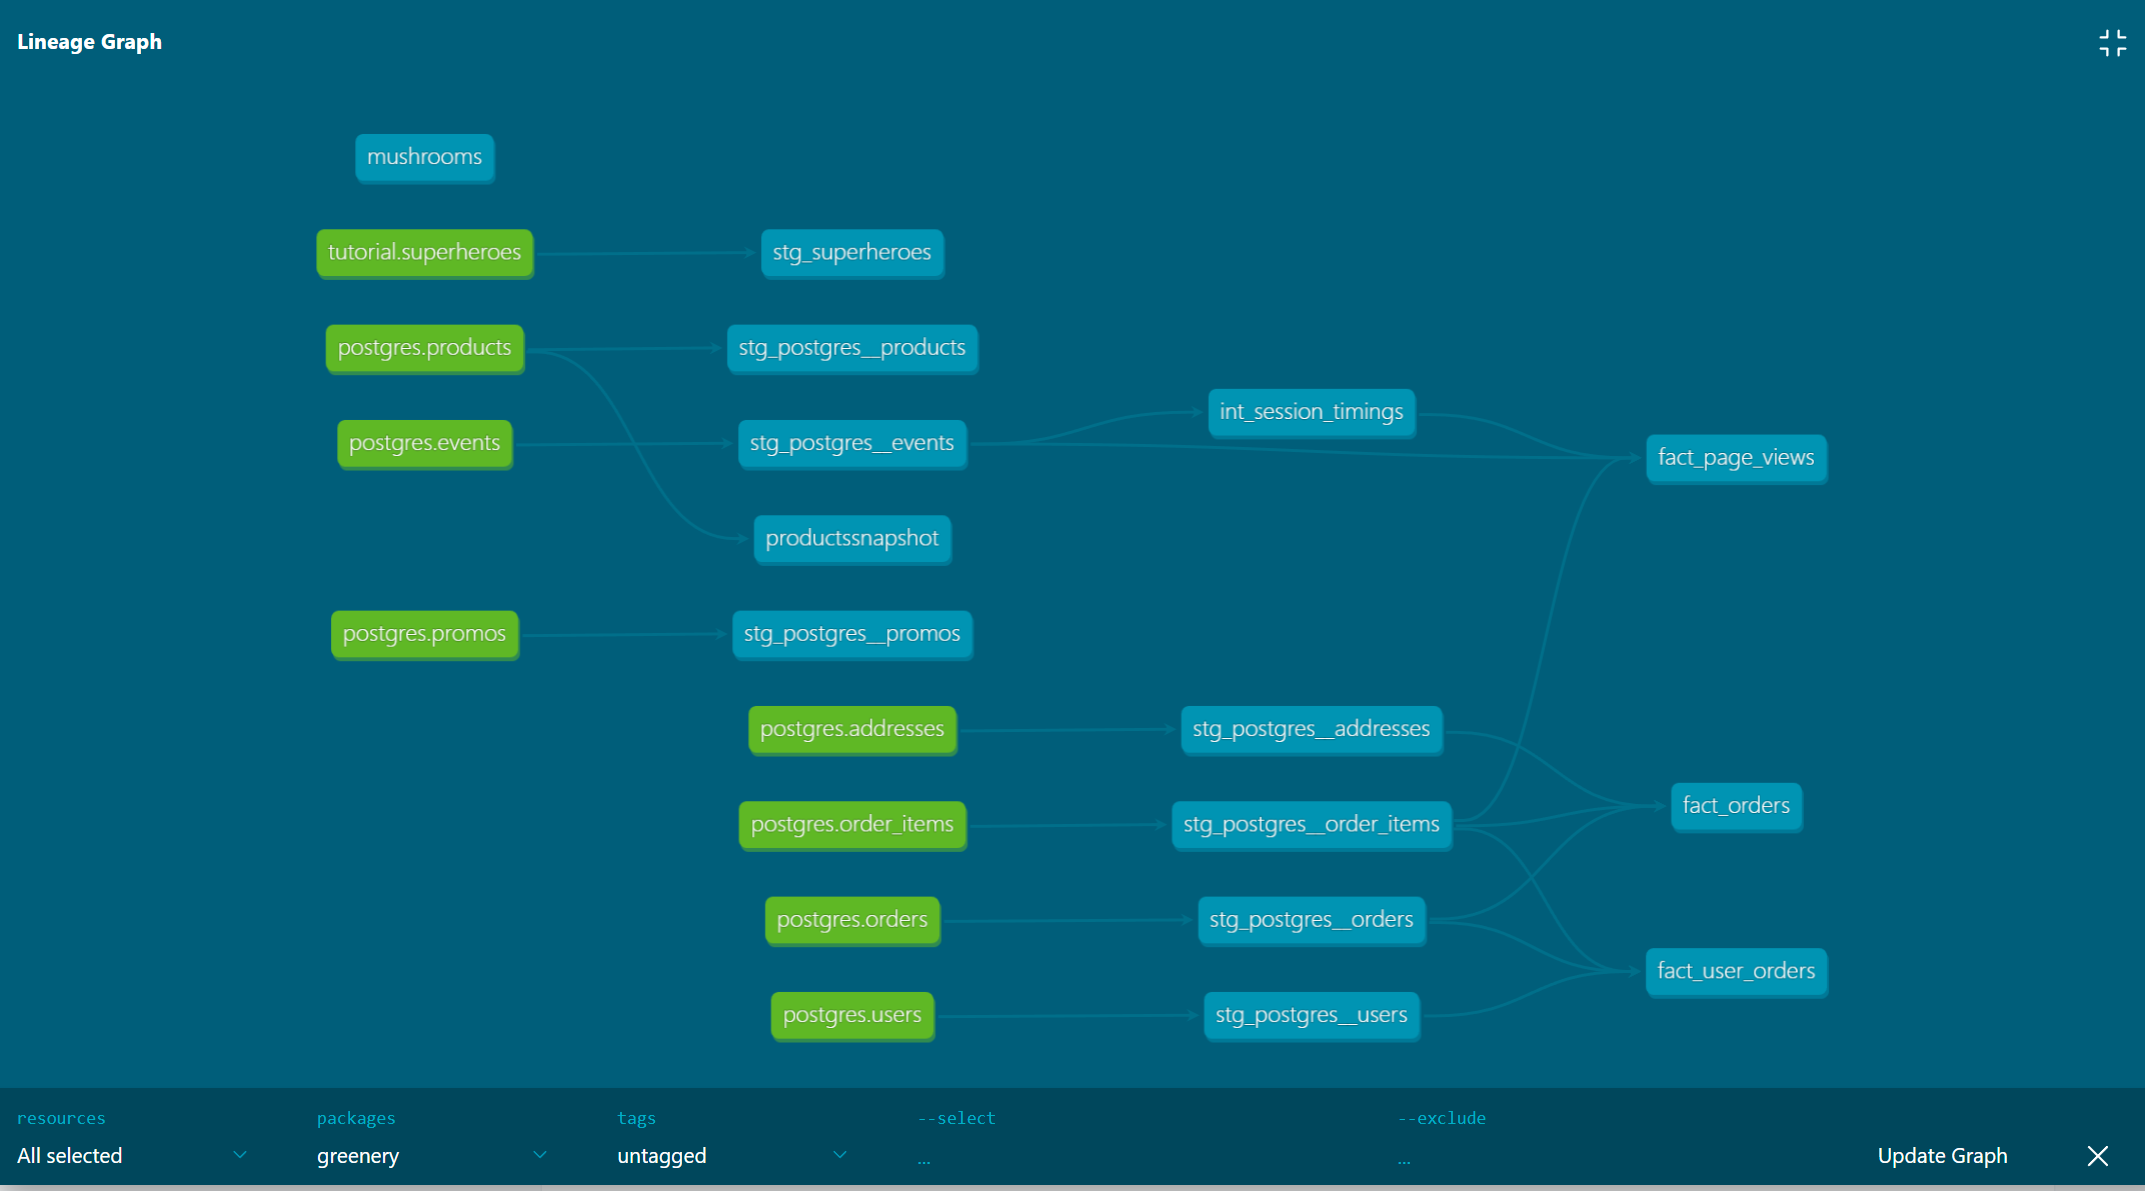 Lineage Graph
mushrooms
tutorial.superheroes
stg_superheroes
postgres.products
stg_postgres__products
int_session_timings
postgres.events
stg_postgres__events
fact_page_views
productssnapshot
postgres.promos
stg_postgres__promos
postgres.addresses
stg_postgres__addresses
fact_orders
postgres.order_items
stg_postgres__order_items
postgres.orders
stg_postgres__orders
fact_user_orders
postgres.users
stg_postgres__users
resources
packages
tags
--select
--exclude
All selected
greenery
untagged
...
...
Update Graph